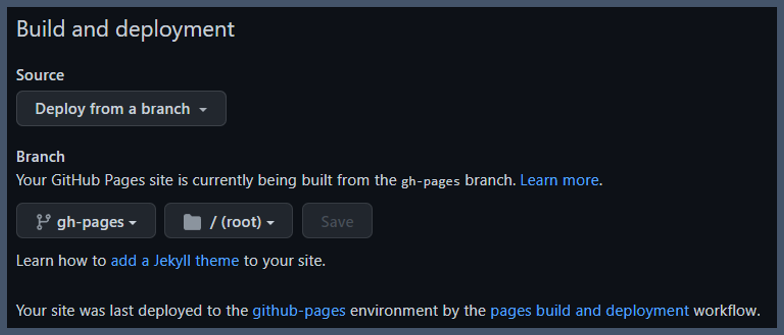 Build and deployment
Source
Deploy from a branch
Branch
Your GitHub Pages site is currently being built from the gh-pages branch. Learn more.
gh-pages / (root) Save
Learn how to add a Jekyll theme to your site.
Your site was last deployed to the github-pages environment by the pages build and deployment workflow.